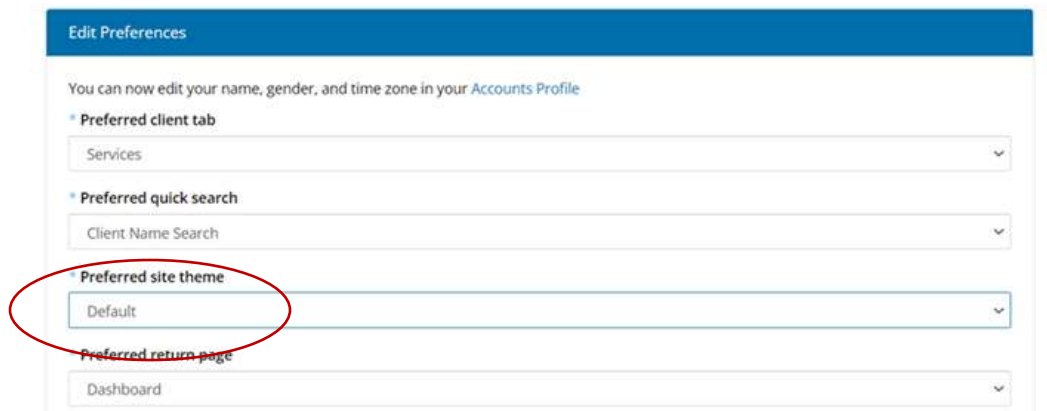 Edit Preferences
You can now edit your name, gender, and time zone in your Accounts Profile
* Preferred client tab
Services
* Preferred quick search
Client Name Search
* Preferred site theme
Default
* Preferred return page
Dashboard